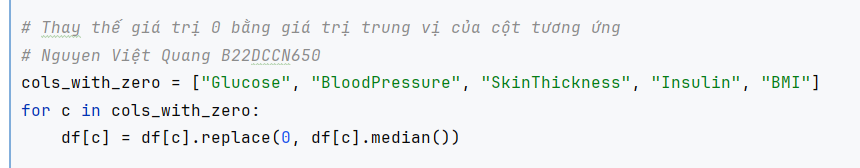 # Thay thế giá trị 0 bằng giá trị trung vị của cột tương ứng
# Nguyen Việt Quang B22DCCN650
cols_with_zero = ["Glucose", "BloodPressure", "SkinThickness", "Insulin", "BMI"]
for c in cols_with_zero:
    df[c] = df[c].replace(0, df[c].median())